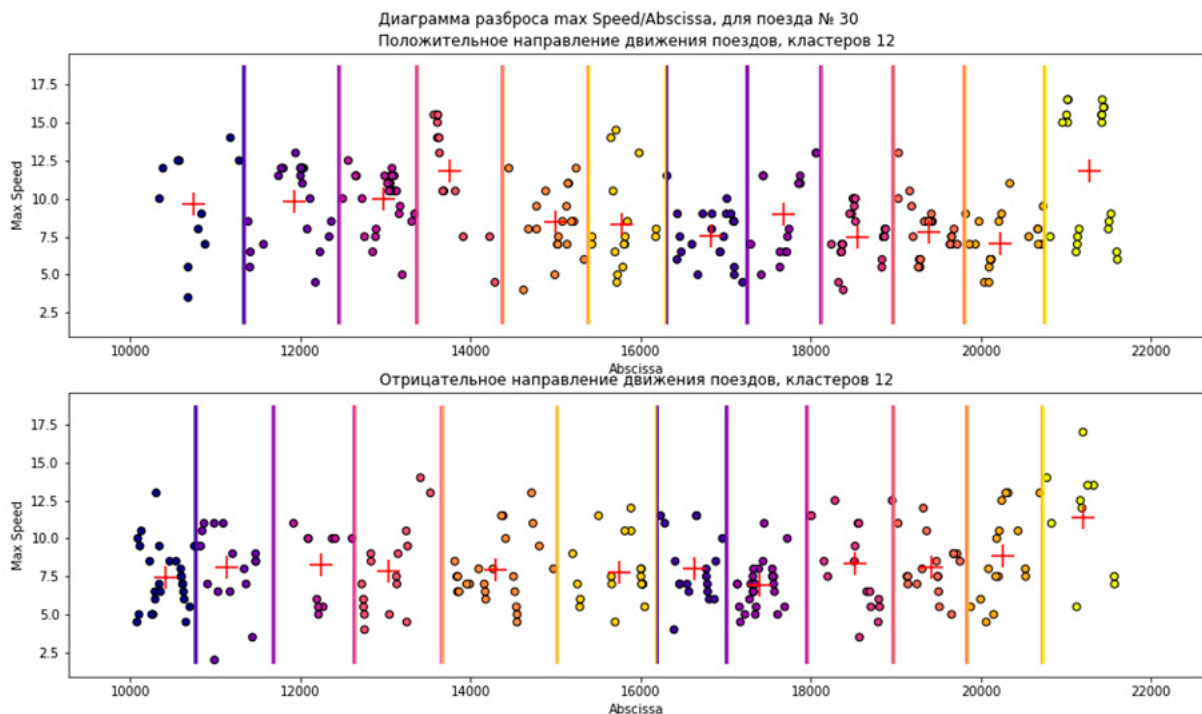 Диаграмма разброса max Speed/Abscissa, для поезда № 30
Положительное направление движения поездов, кластеров 12
Max Speed
17.5
15.0
12.5
10.0
7.5
5.0
2.5
10000 12000 14000 16000 18000 20000 22000
Abscissa
Отрицательное направление движения поездов, кластеров 12
Max Speed
17.5
15.0
12.5
10.0
7.5
5.0
2.5
10000 12000 14000 16000 18000 20000 22000
Abscissa